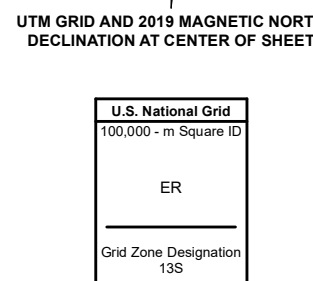 UTM GRID AND 2019 MAGNETIC NORT
DECLINATION AT CENTER OF SHEET
U.S. National Grid
100,000 - m Square ID
ER
Grid Zone Designation
13S